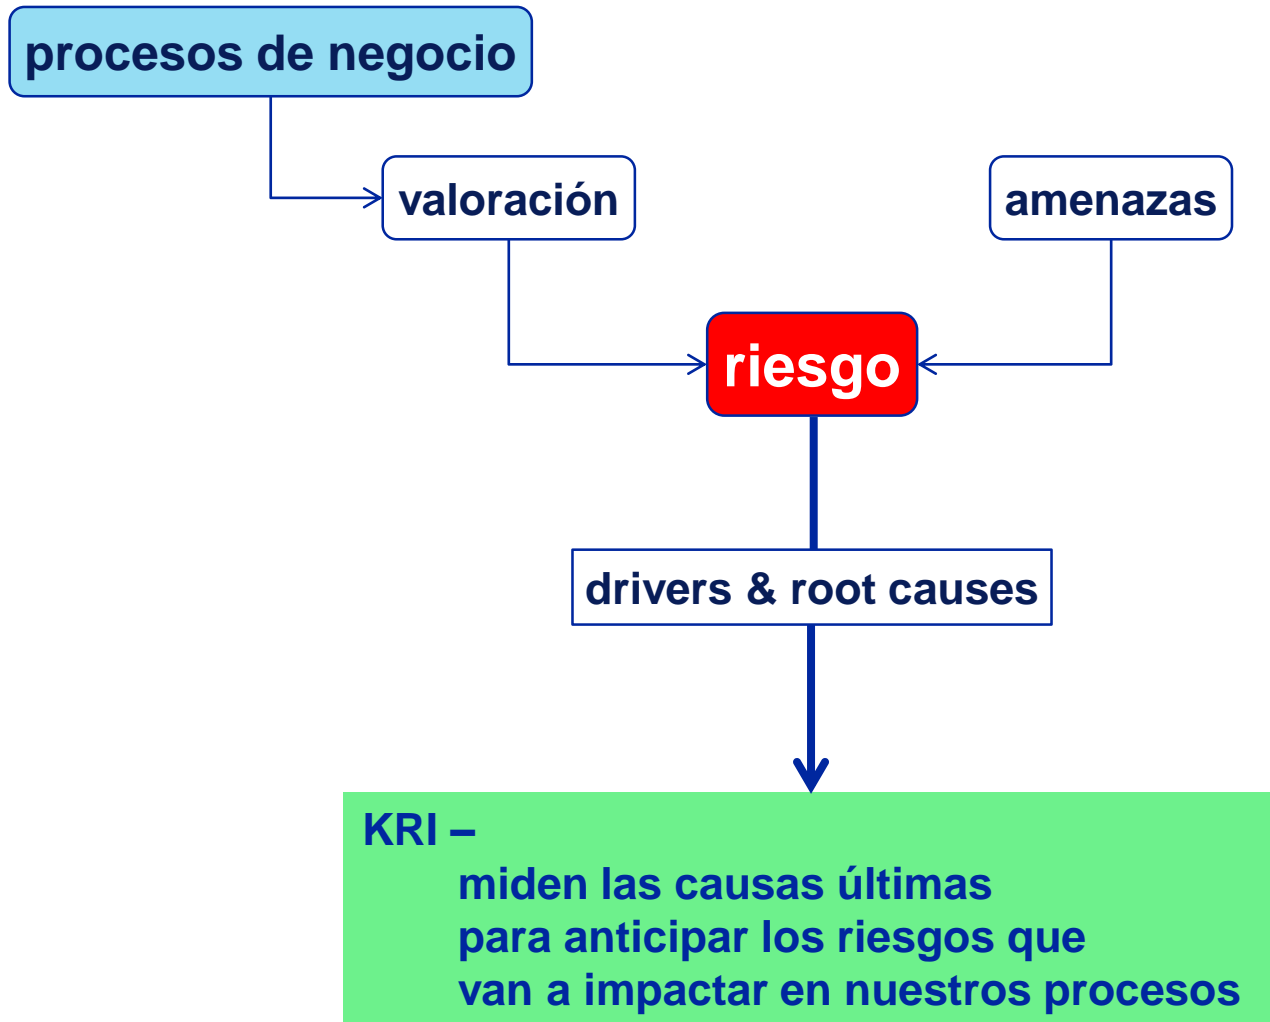 procesos de negocio
valoración
amenazas
riesgo
drivers & root causes
KRI –
miden las causas últimas
para anticipar los riesgos que
van a impactar en nuestros procesos